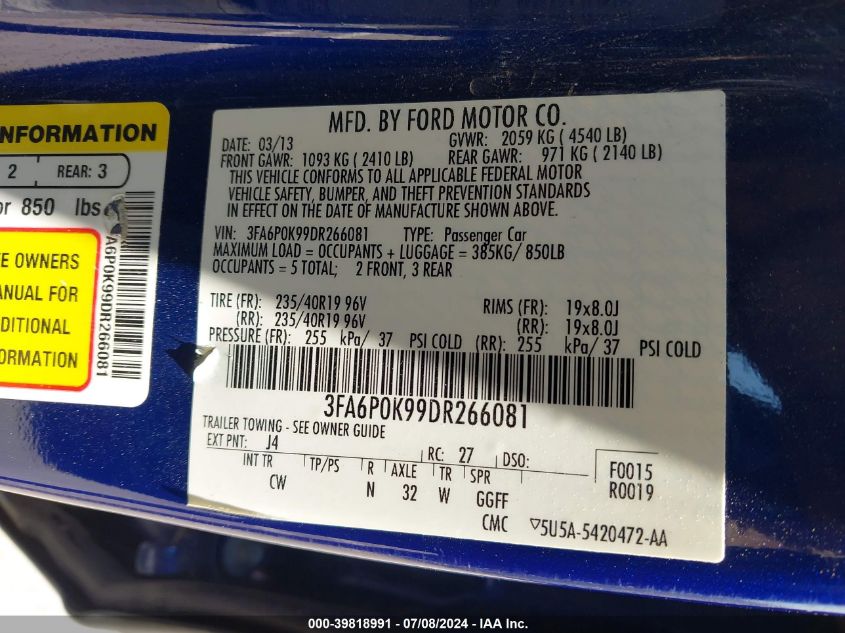 INFORMATION
2 REAR: 3
or 850 lbs
E OWNERS
ANUAL FOR
DITIONAL
FORMATION
FA6P0K99DR266081
MFD. BY FORD MOTOR CO.
DATE: 03/13 GVWR: 2059 KG ( 4540 LB)
FRONT GAWR: 1093 KG ( 2410 LB) REAR GAWR: 971 KG ( 2140 LB)
THIS VEHICLE CONFORMS TO ALL APPLICABLE FEDERAL MOTOR
VEHICLE SAFETY, BUMPER, AND THEFT PREVENTION STANDARDS
IN EFFECT ON THE DATE OF MANUFACTURE SHOWN ABOVE.
VIN: 3FA6P0K99DR266081 TYPE: Passenger Car
MAXIMUM LOAD = OCCUPANTS + LUGGAGE = 385KG/ 850LB
OCCUPANTS = 5 TOTAL; 2 FRONT, 3 REAR
TIRE (FR): 235/40R19 96V RIMS (FR): 19x8.0J
(RR): 235/40R19 96V (RR): 19x8.0J
PRESSURE (FR): 255 kPa/ 37 PSI COLD (RR): 255 kPa/ 37 PSI COLD
3FA6P0K99DR266081
TRAILER TOWING - SEE OWNER GUIDE
EXT PNT: J4 RC: 27 DSO: F0015
INT TR TP/PS R AXLE TR SPR R0019
CW N 32 W GGFF
CMC ▽5U5A-5420472-AA
000-39818991 / 07/08/2024 - IAA Inc.